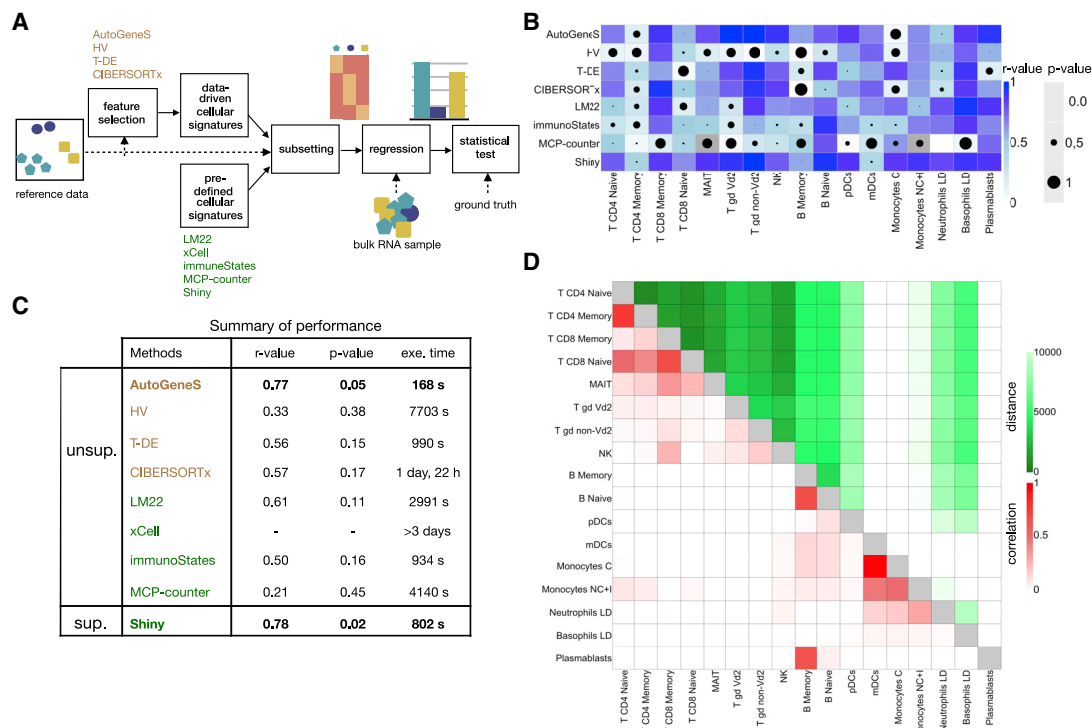 A
AutoGeneS
HV
T-DE
CIBERSORTx
feature
selection
data-
driven
cellular
signatures
reference data
subsetting
regression
statistical
test
pre-
defined
cellular
signatures
bulk RNA sample
ground truth
LM22
xCell
immuneStates
MCP-counter
Shiny
B
AutoGeneS
HV
T-DE
CIBERSORTx
LM22
immunoStates
MCP-counter
Shiny
T CD4 Naive
T CD4 Memory
T CD8 Memory
T CD8 Naive
MAIT
T gd Vd2
T gd non-Vd2
NK
B Memory
B Naive
pDCs
mDCs
Monocytes C
Monocytes NC+I
Neutrophils LD
Basophils LD
Plasmablasts
r-value
1
0.5
0
p-value
0.0
0,5
1
C
Summary of performance
Methods r-value p-value exe. time
unsup.
AutoGeneS 0.77 0.05 168 s
HV 0.33 0.38 7703 s
T-DE 0.56 0.15 990 s
CIBERSORTx 0.57 0.17 1 day, 22 h
LM22 0.61 0.11 2991 s
xCell - - >3 days
immunoStates 0.50 0.16 934 s
MCP-counter 0.21 0.45 4140 s
sup. Shiny 0.78 0.02 802 s
D
T CD4 Naive
T CD4 Memory
T CD8 Memory
T CD8 Naive
MAIT
T gd Vd2
T gd non-Vd2
NK
B Memory
B Naive
pDCs
mDCs
Monocytes C
Monocytes NC+I
Neutrophils LD
Basophils LD
Plasmablasts
T CD4 Naive
CD4 Memory
CD8 Memory
T CD8 Naive
MAIT
T gd Vd2
T gd non-Vd2
NK
B Memory
B Naive
pDCs
mDCs
Monocytes C
onocytes NC+I
Neutrophils LD
Basophils LD
Plasmablasts
10000
5000
0
distance
1
0.5
0
correlation